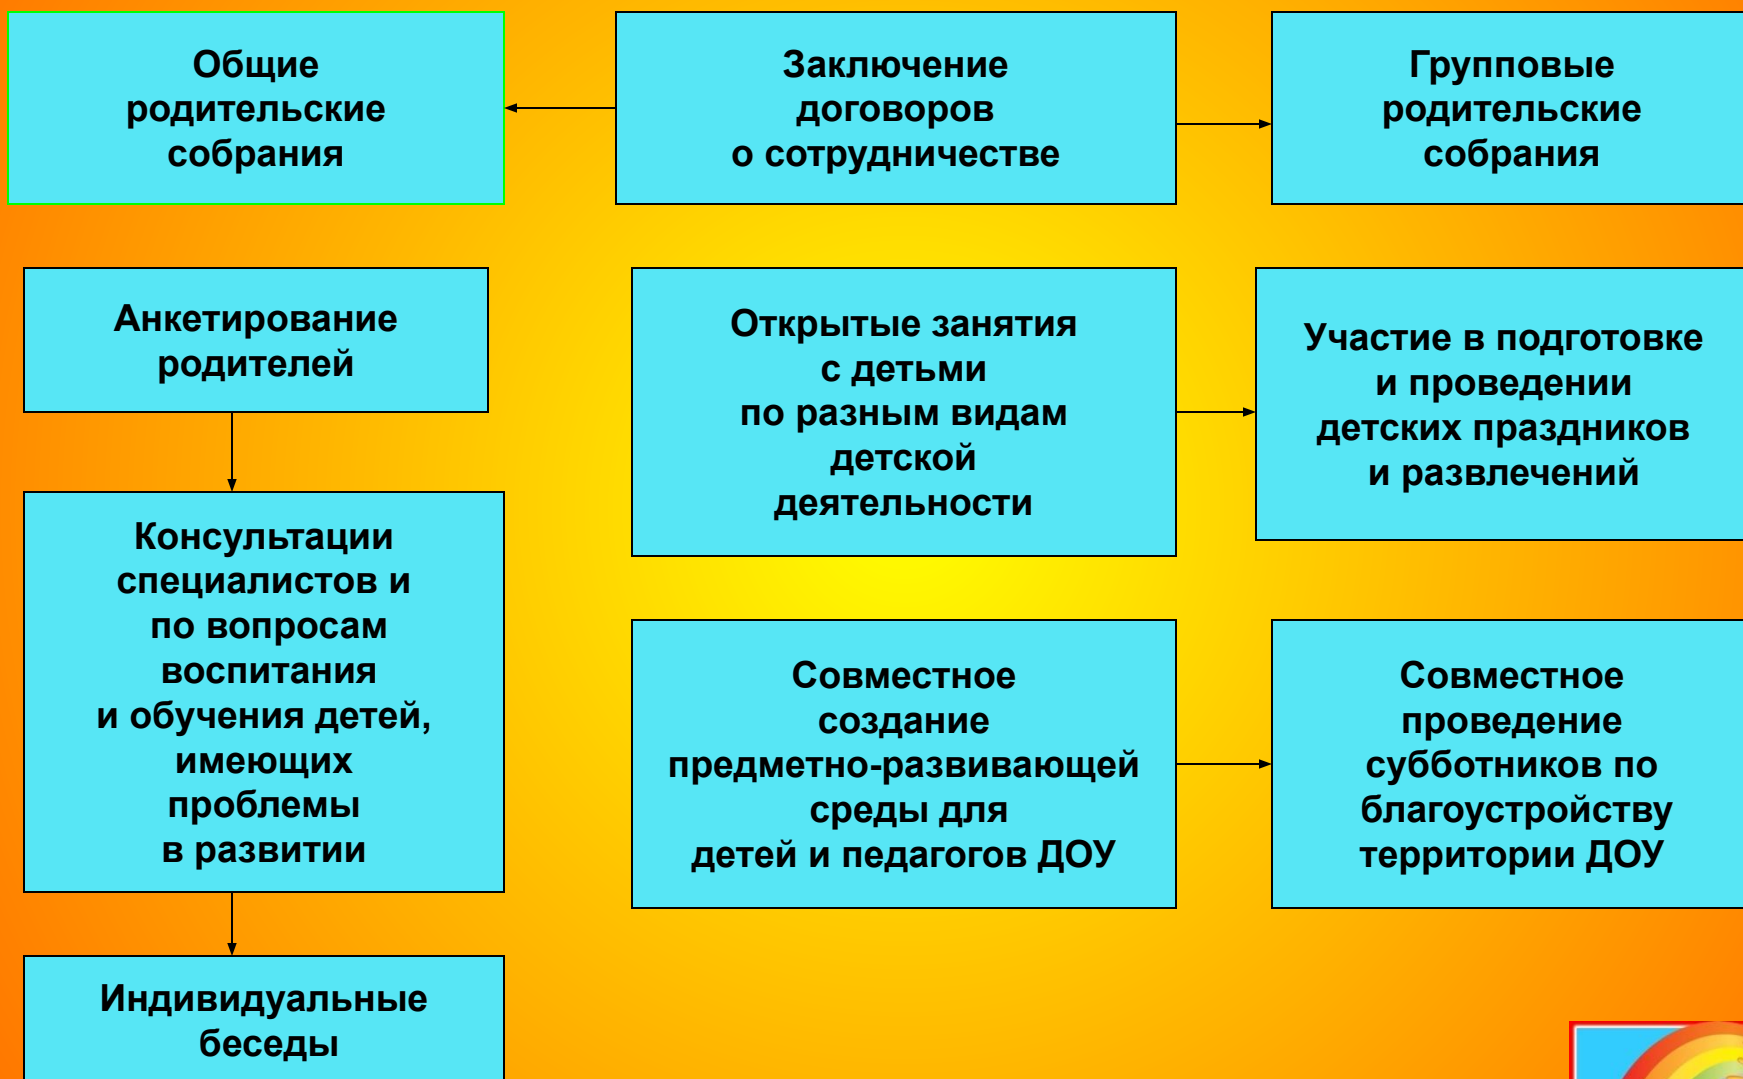 Общие
родительские
собрания
Заключение
договоров
о сотрудничестве
Групповые
родительские
собрания
Анкетирование
родителей
Открытые занятия
с детьми
по разным видам
детской
деятельности
Участие в подготовке
и проведении
детских праздников
и развлечений
Консультации
специалистов и
по вопросам
воспитания
и обучения детей,
имеющих
проблемы
в развитии
Совместное
создание
предметно-развивающей
среды для
детей и педагогов ДОУ
Совместное
проведение
субботников по
благоустройству
территории ДОУ
Индивидуальные
беседы